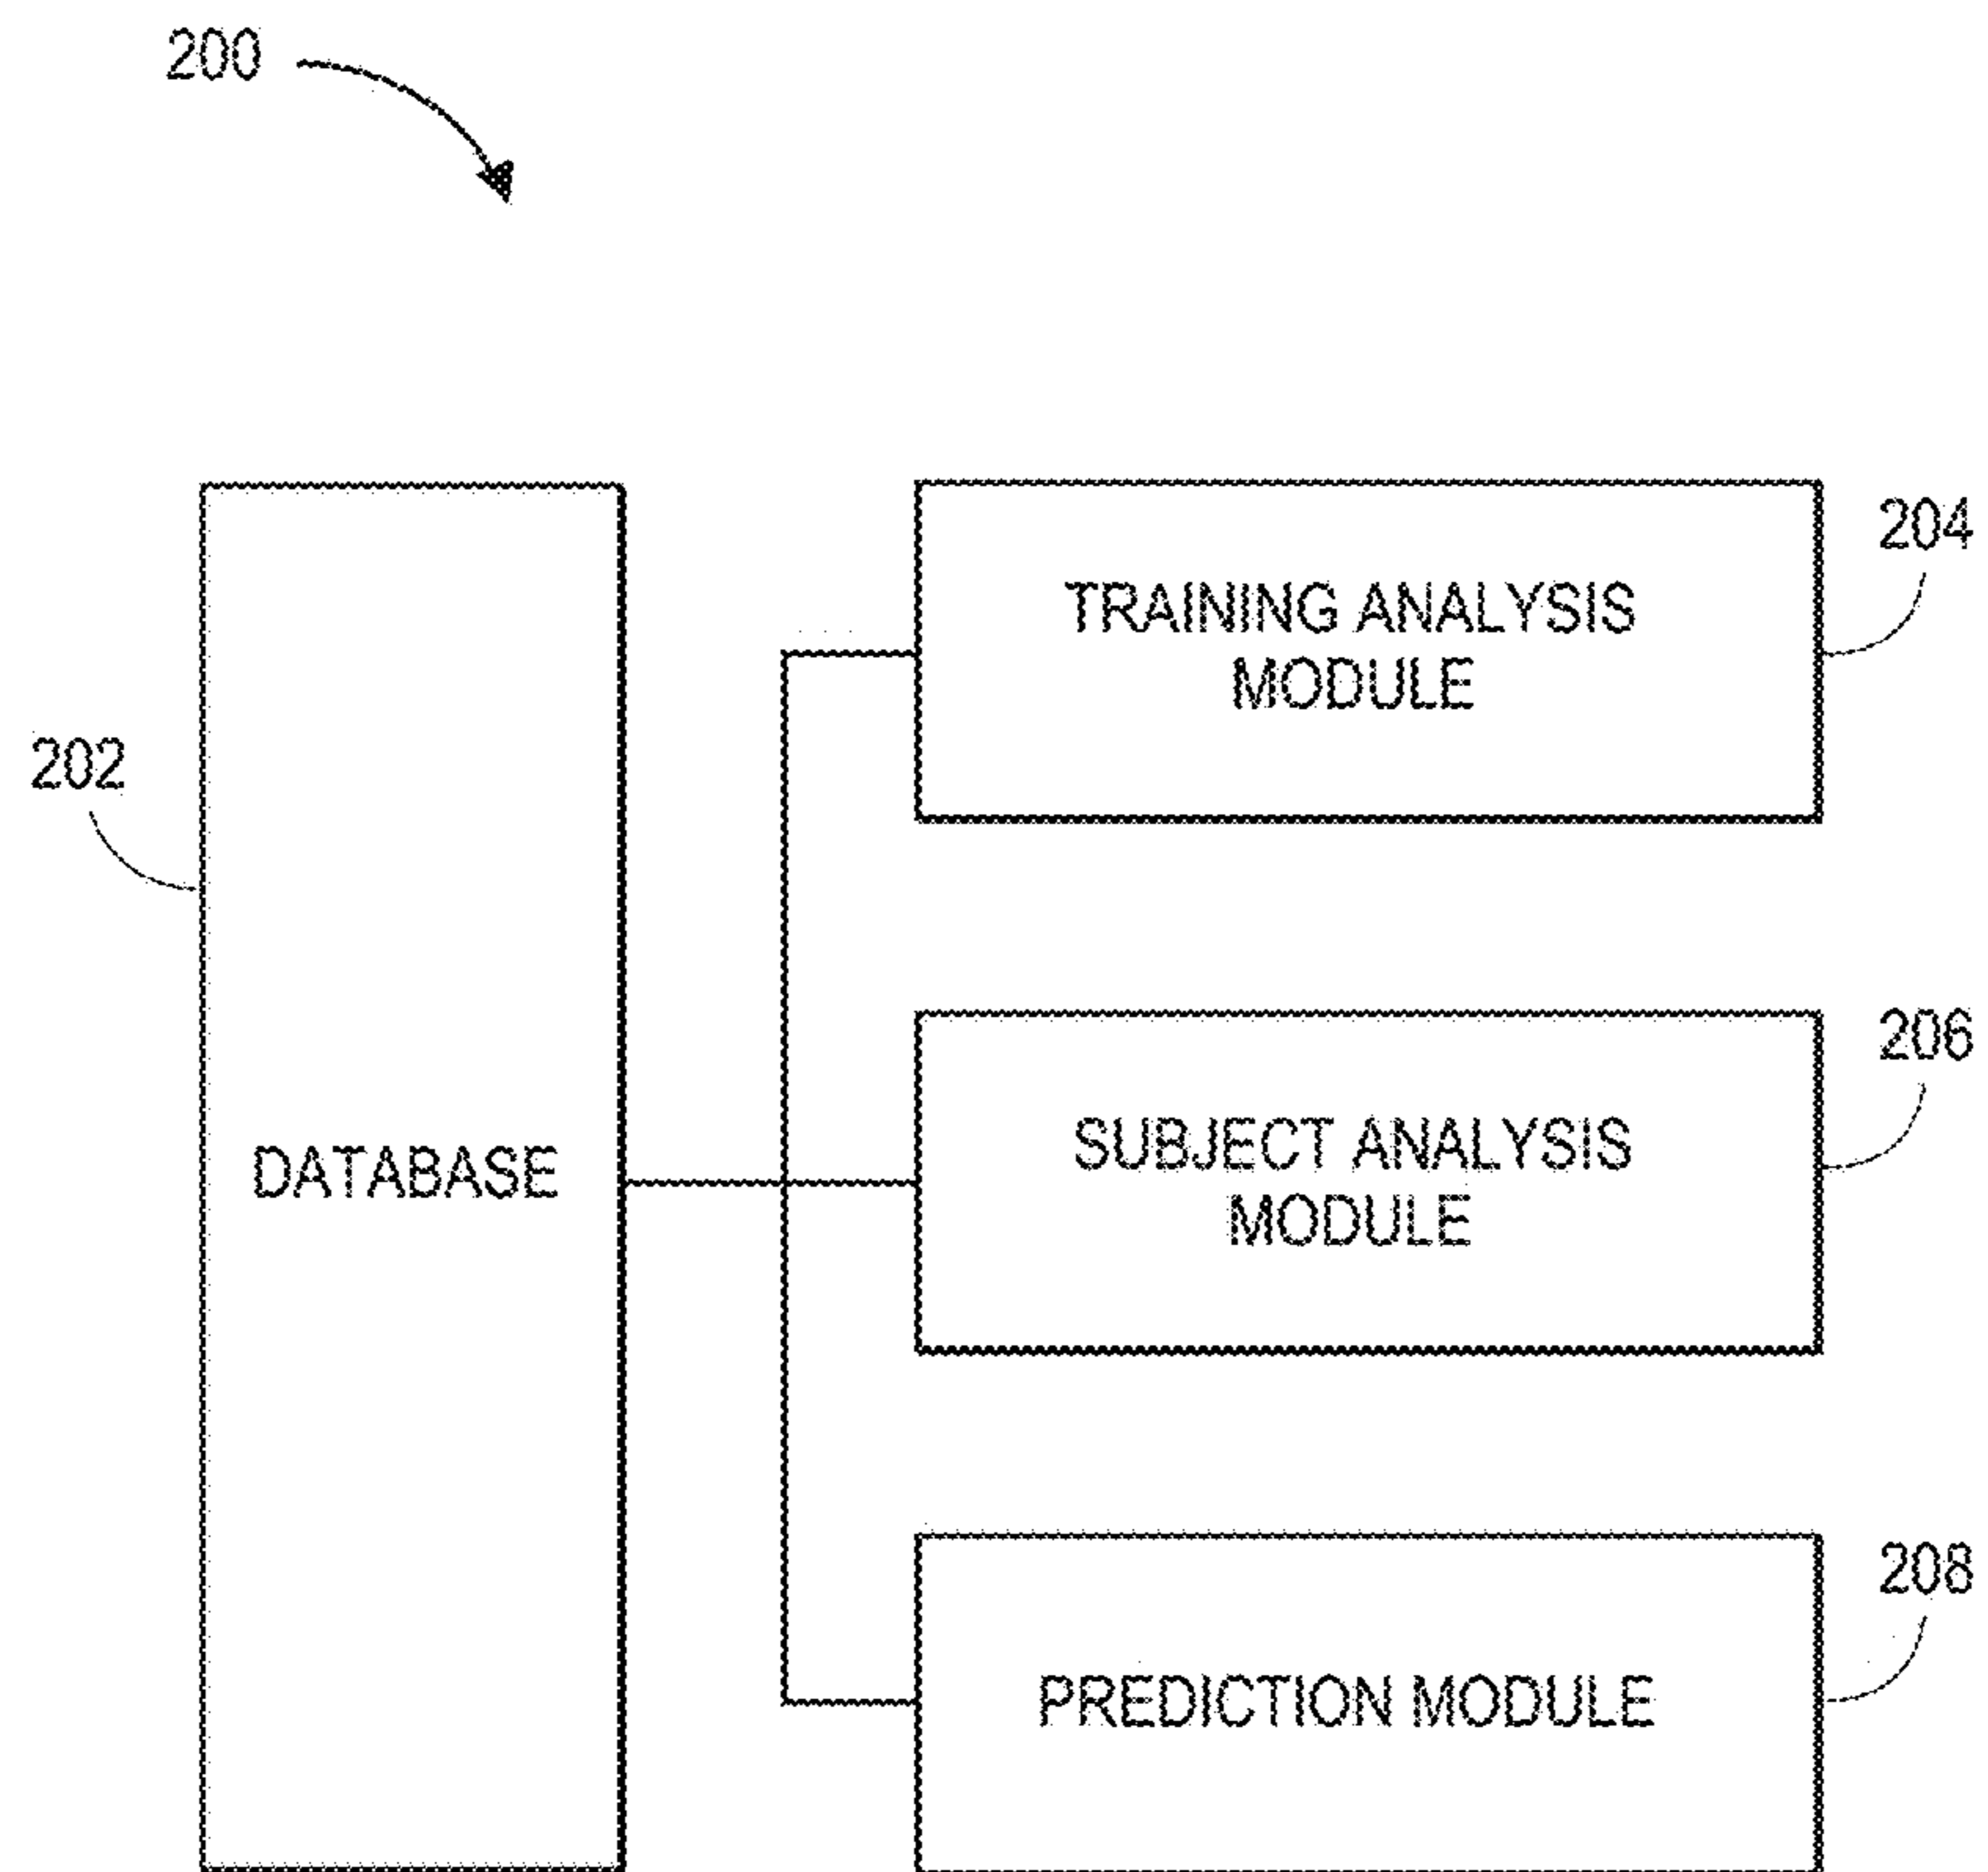 200
204
TRAINING ANALYSIS
MODULE
202
206
DATABASE
SUBJECT ANALYSIS
MODULE
208
PREDICTION MODULE